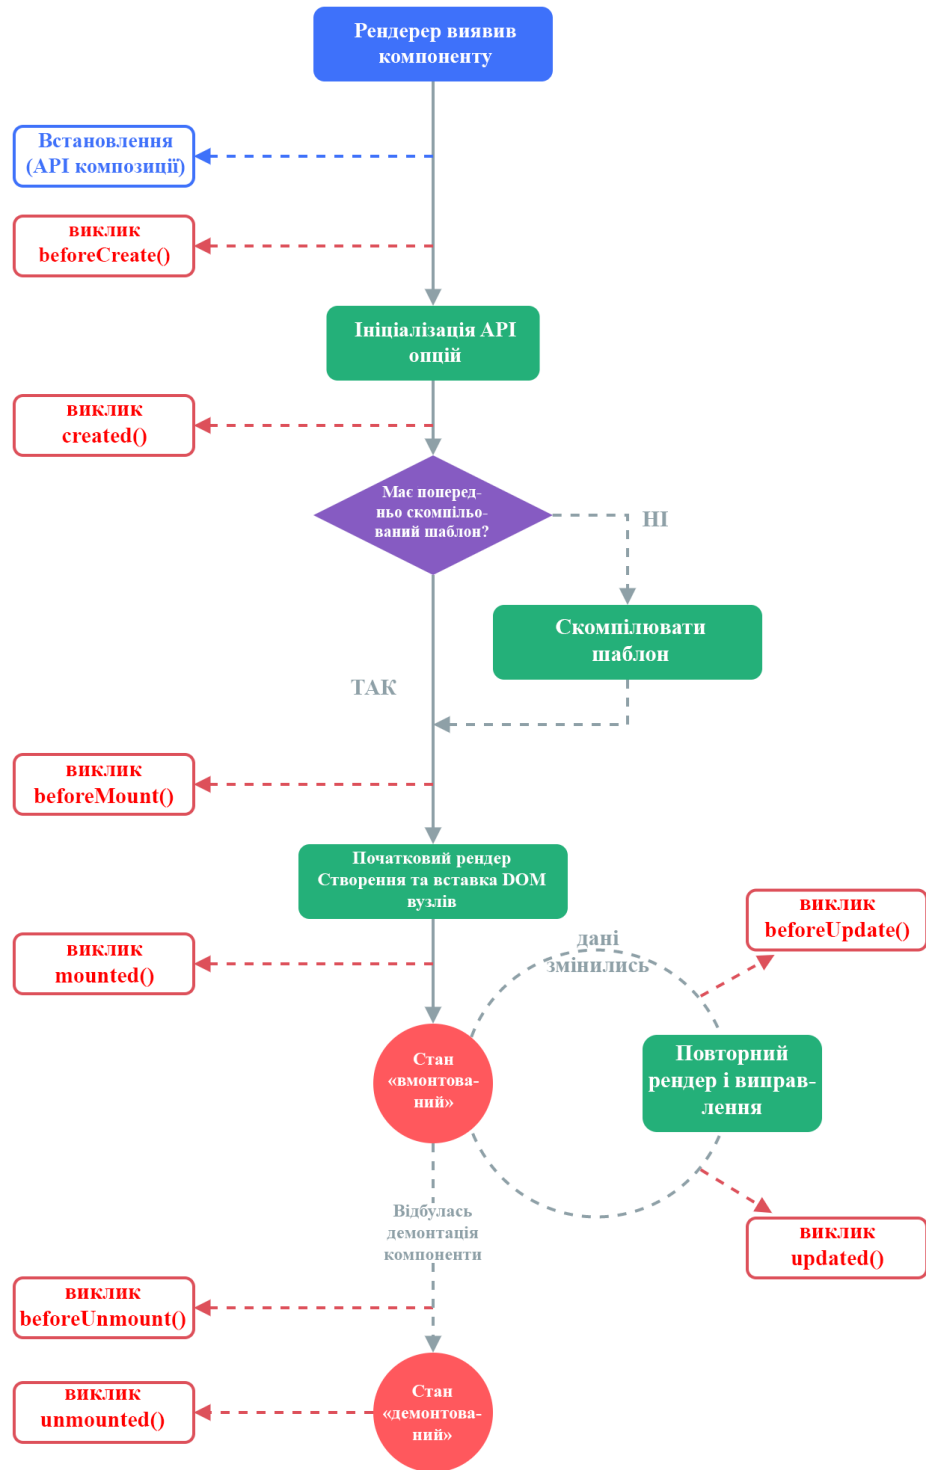 Рендерер виявив
компоненту
Встановлення
(API композиції)
виклик
beforeCreate()
Ініціалізація API
опцій
виклик
created()
Має поперед-
ньо скомпільо-
ваний шаблон?
НІ
Скомпілювати
шаблон
ТАК
виклик
beforeMount()
Початковий рендер
Створення та вставка DOM
вузлів
виклик
beforeUpdate()
дані
змінились
виклик
mounted()
Повторний
рендер і виправ-
лення
Стан
«вмонтова-
ний»
Відбулась
демонтація
компоненти
виклик
updated()
виклик
beforeUnmount()
Стан
«демонтова-
ний»
виклик
unmounted()